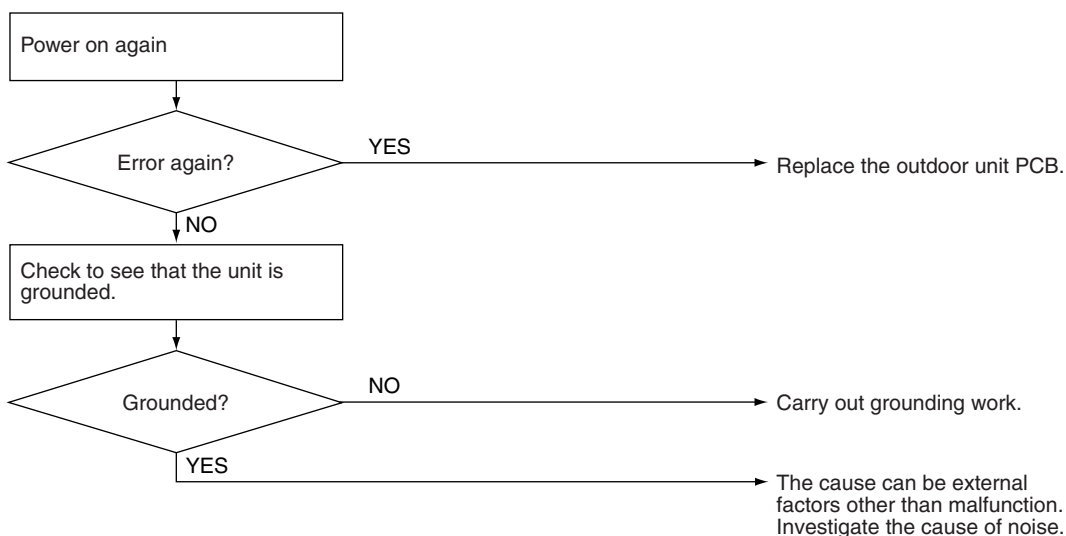 Power on again
Error again?
YES
Replace the outdoor unit PCB.
NO
Check to see that the unit is
grounded.
Grounded?
NO
Carry out grounding work.
YES
The cause can be external
factors other than malfunction.
Investigate the cause of noise.